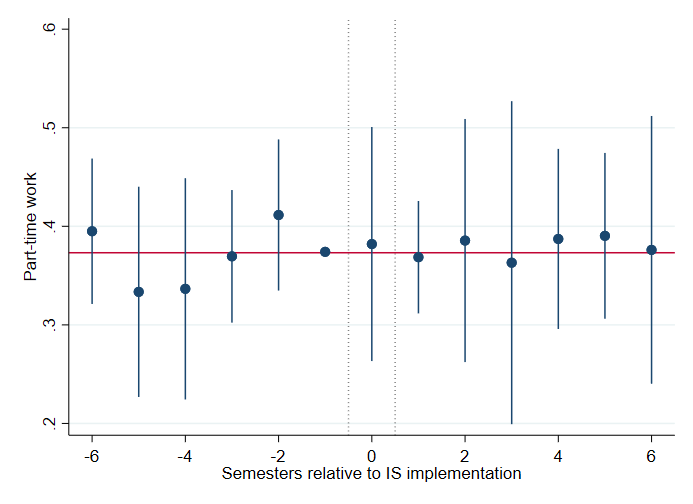 .6
.5
.4
.3
.2
Part-time work
-6 -4 -2 0 2 4 6
Semesters relative to IS implementation